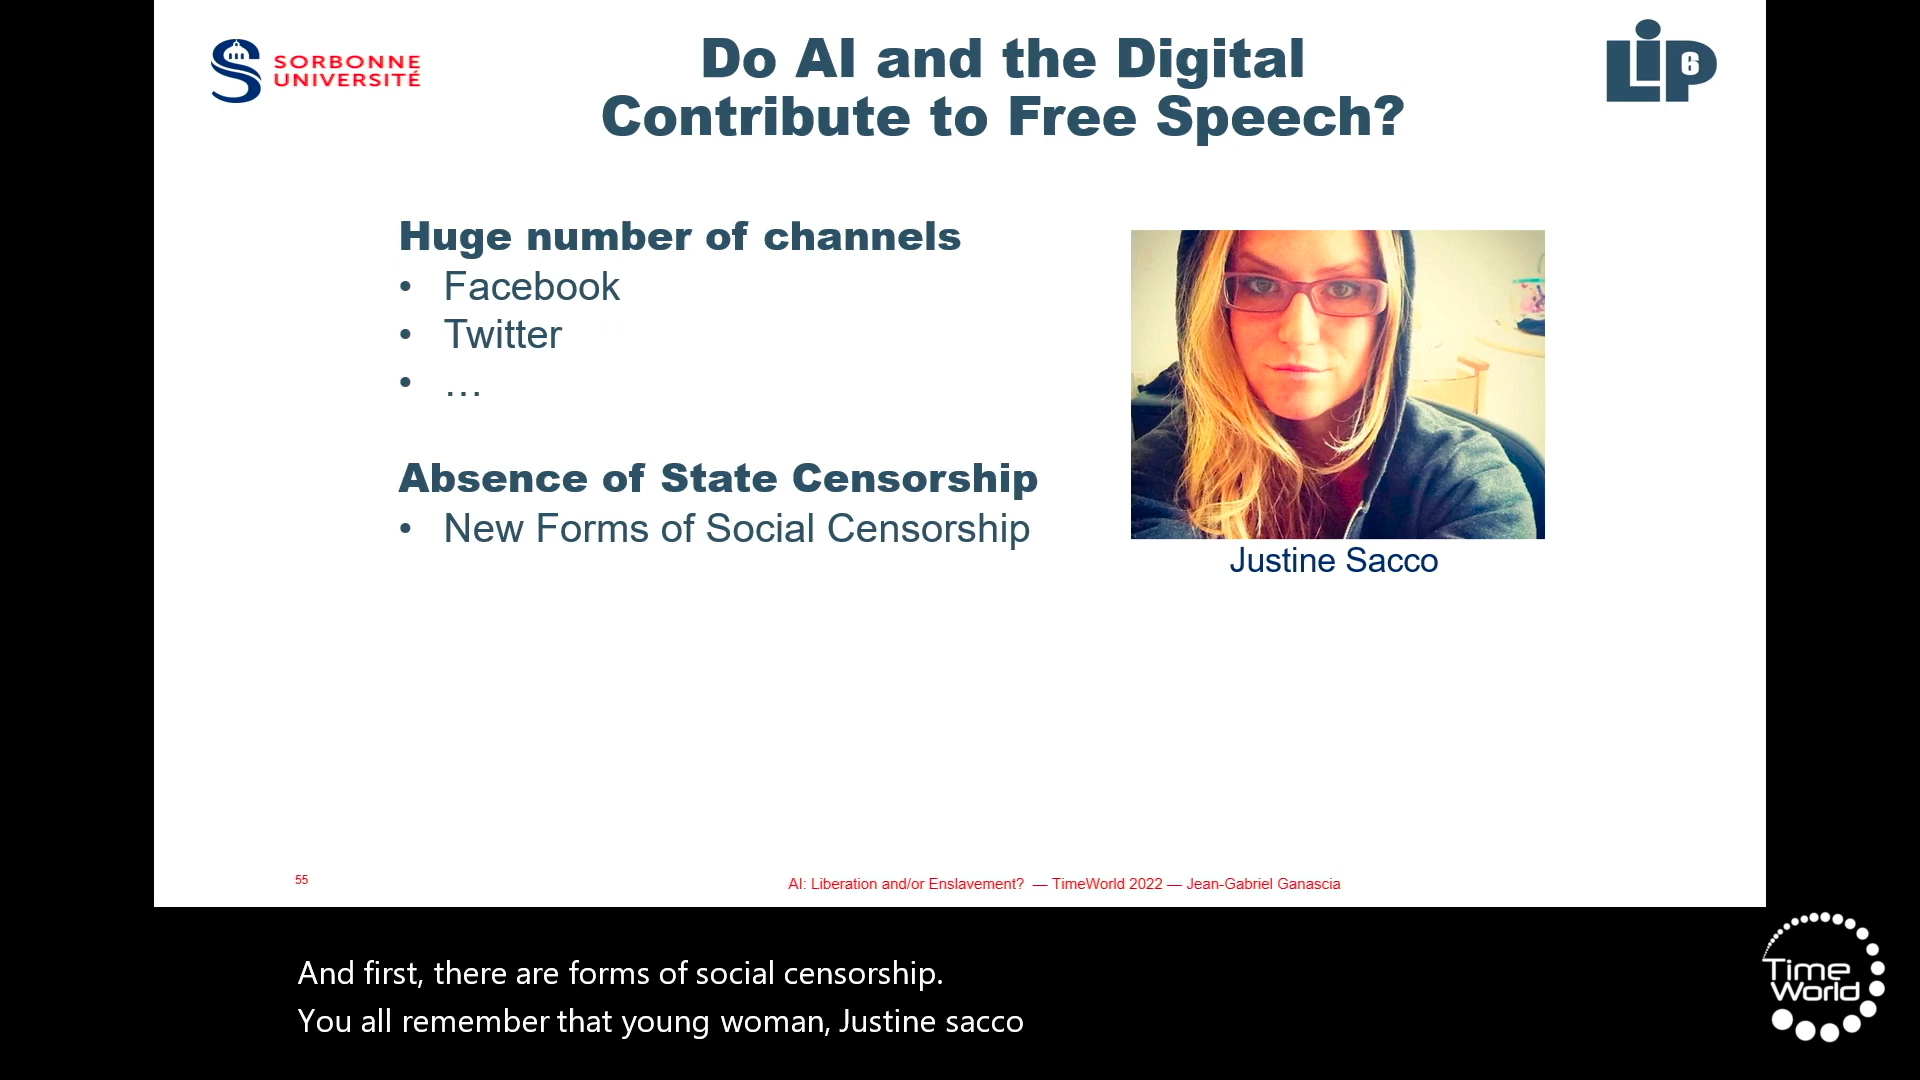 SORBONNE
UNIVERSITÉ
Do AI and the Digital
Contribute to Free Speech?
LiP6
Huge number of channels
• Facebook
• Twitter
• …
Absence of State Censorship
• New Forms of Social Censorship
Justine Sacco
55
AI: Liberation and/or Enslavement? — TimeWorld 2022 — Jean-Gabriel Ganascia
And first, there are forms of social censorship.
You all remember that young woman, Justine sacco
Time
World